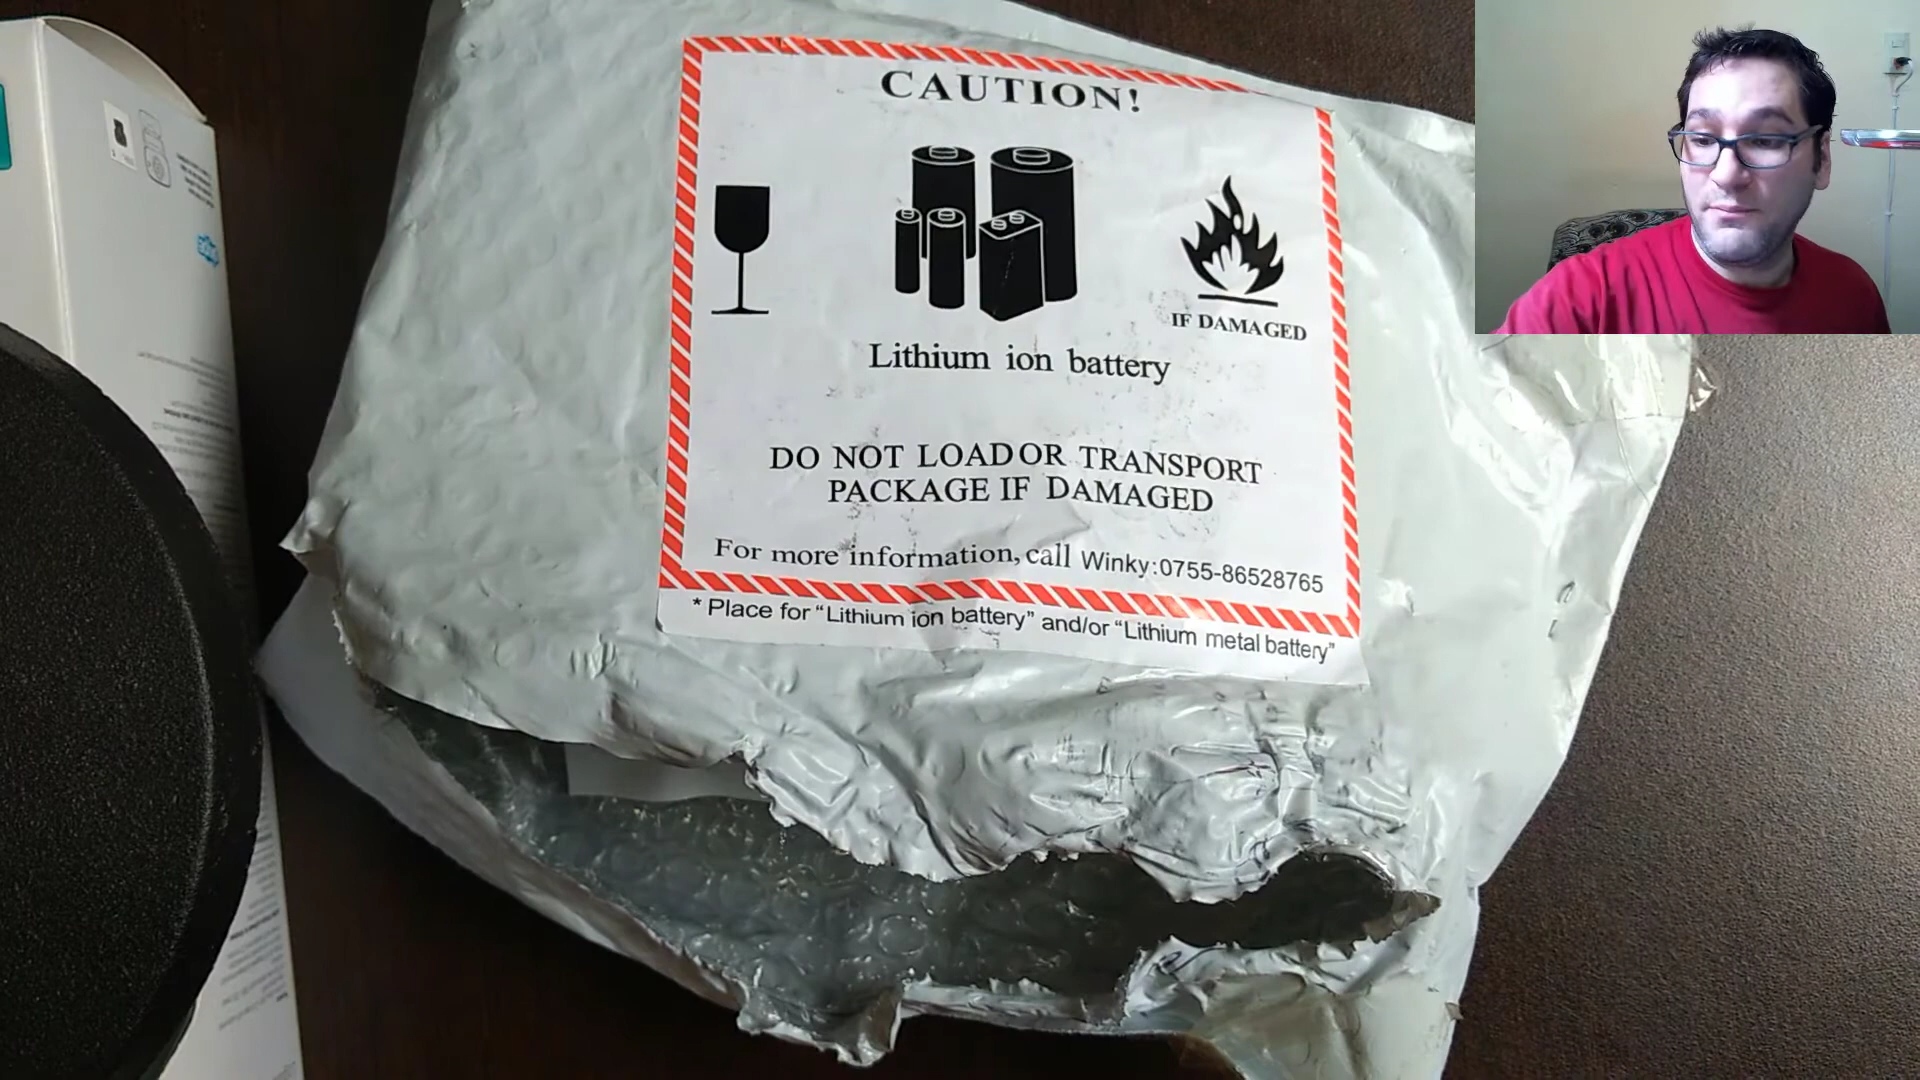 CAUTION!
IF DAMAGED
Lithium ion battery
DO NOT LOADOR TRANSPORT
PACKAGE IF DAMAGED
For more information, call Winky:0755-86528765
* Place for “Lithium ion battery” and/or “Lithium metal battery”